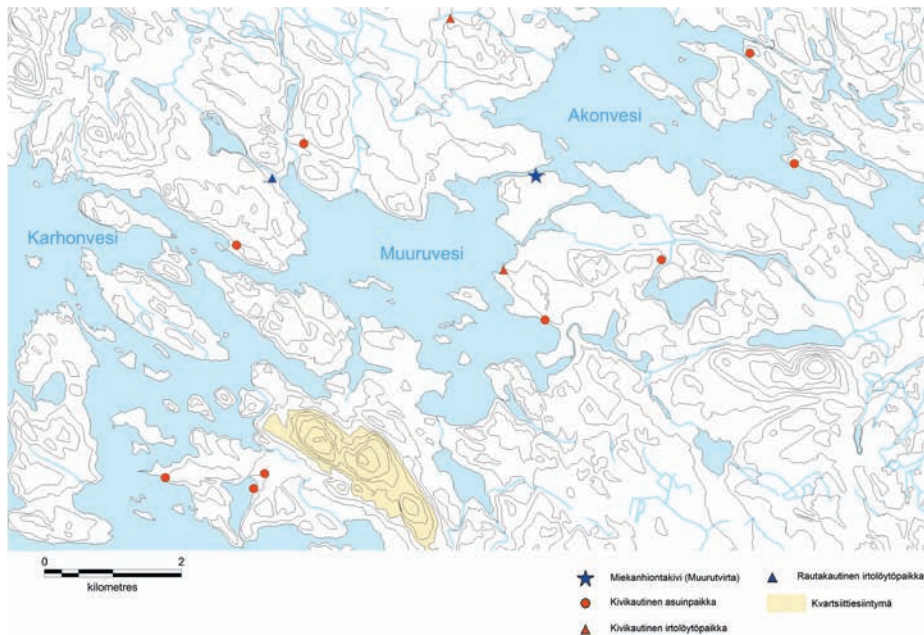 Akonvesi
Karhonvesi
Muuruvesi
0 2
kilometres
Miekanhiontakivi (Muurutvirta)
Kivikautinen asuinpaikka
Kivikautinen irtolöytöpaikka
Rautakautinen irtolöytöpaikka
Kvartsiittiesiintymä